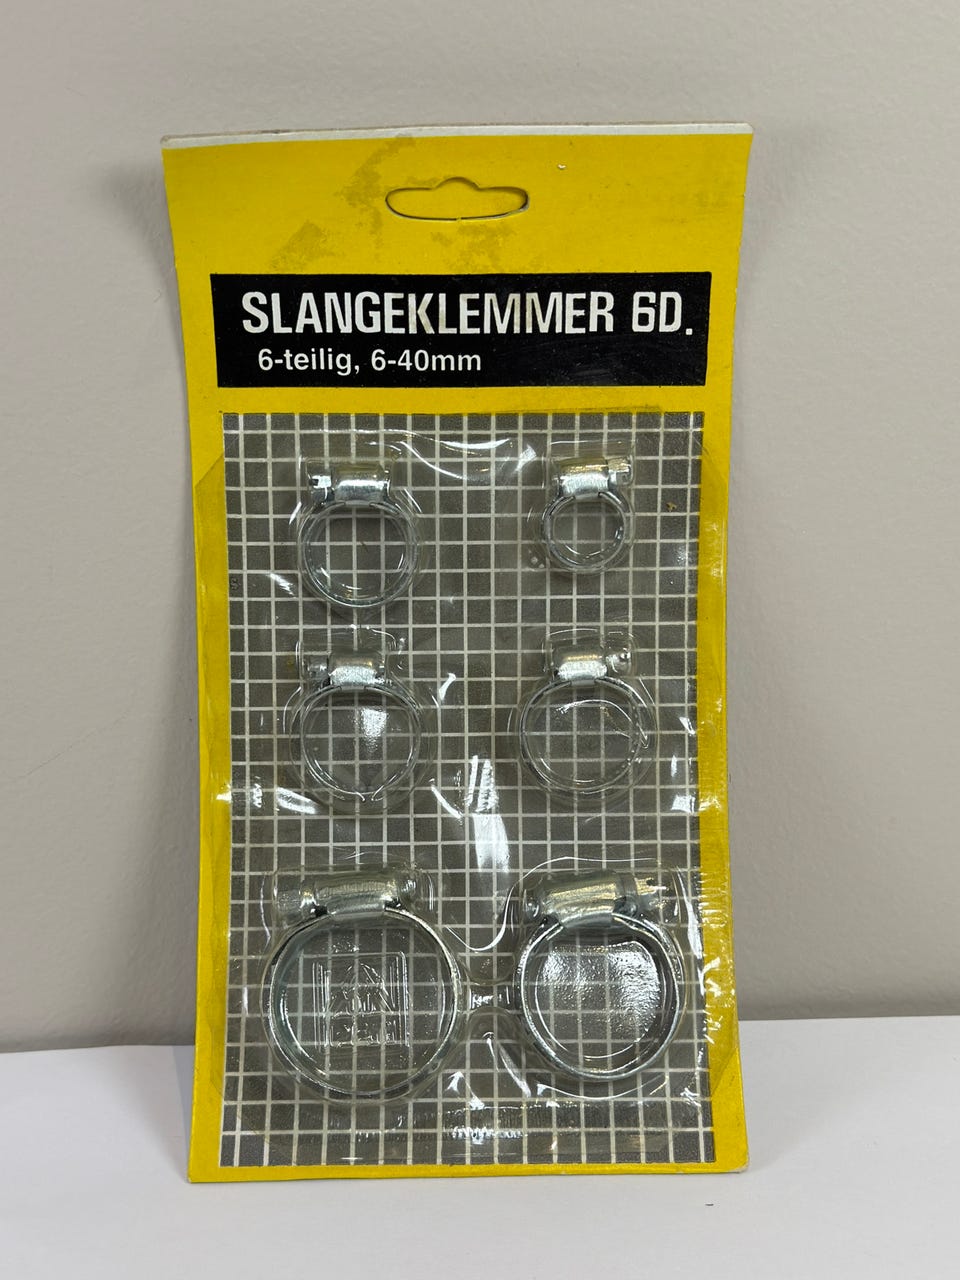 SLANGEKLEMMER 6D.
6-teilig, 6-40mm